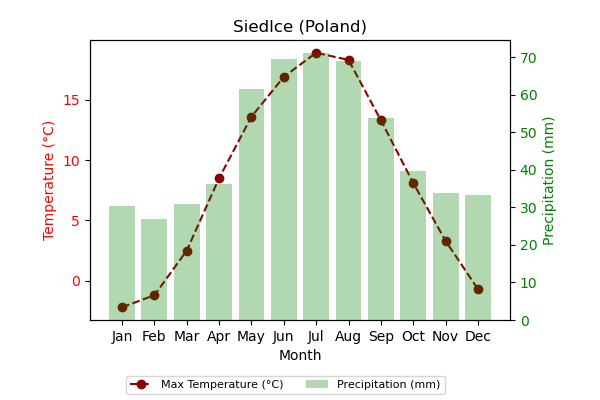 Siedlce (Poland)
Temperature (°C)
15
10
5
0
70
60
50
40
30
20
10
0
Precipitation (mm)
Jan Feb Mar Apr May Jun Jul Aug Sep Oct Nov Dec
Month
Max Temperature (°C) Precipitation (mm)